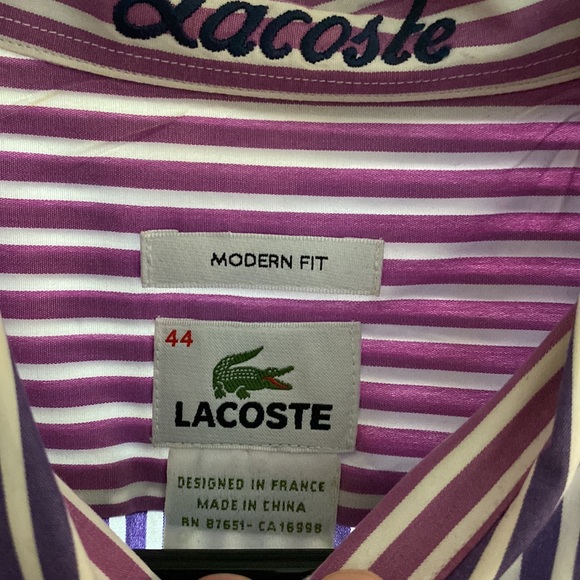 Lacoste
MODERN FIT
44
LACOSTE
DESIGNED IN FRANCE
MADE IN CHINA
RN 87651- CA16998